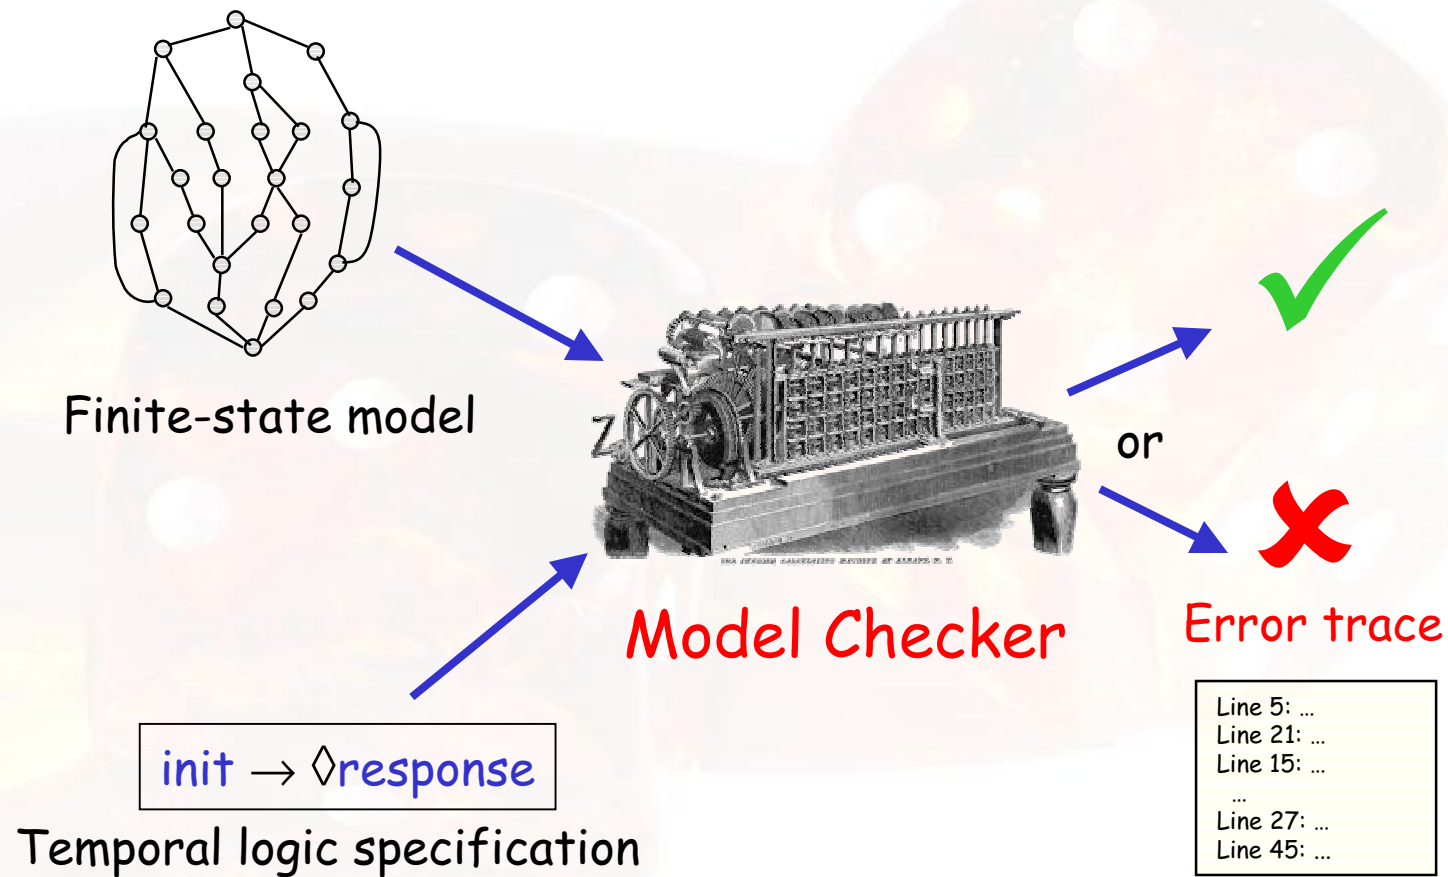 Finite-state model
or
Model Checker
Error trace
init → ◊response
Temporal logic specification
Line 5: ...
Line 21: ...
Line 15: ...
...
Line 27: ...
Line 45: ...